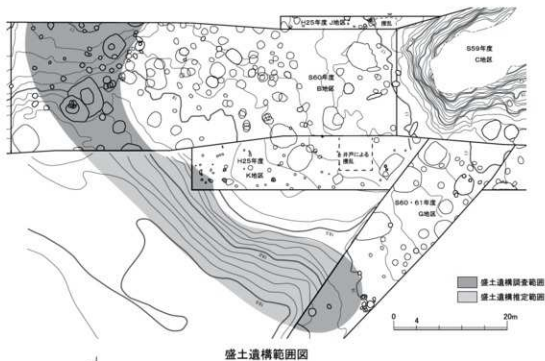 H25年度 J地区
撹乱
S59年度
C地区
S60年度
B地区
H25年度
K地区
井戸による
撹乱
S60・61年度
G地区
盛土遺構調査範囲
盛土遺構推定範囲
0 4 20m
盛土遺構範囲図